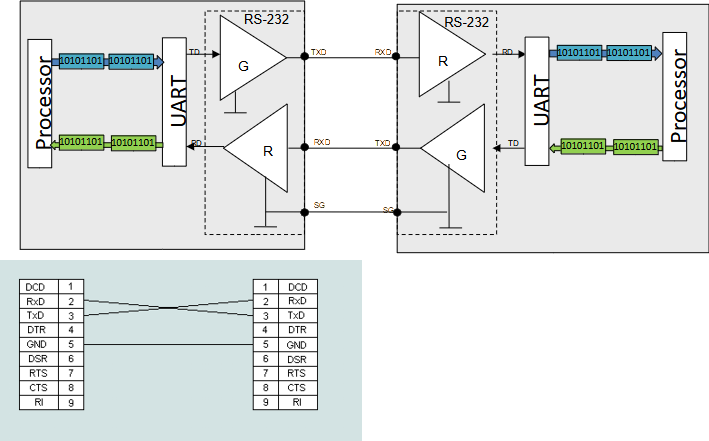 RS-232
RS-232
TD
TXD
RXD
RD
10101101 10101101
10101101 10101101
Processor
UART
G
R
UART
Processor
10101101 10101101
10101101 10101101
RD
R
RXD
TXD
G
TD
SG
SG
DCD 1
1 DCD
RxD 2
2 RxD
TxD 3
3 TxD
DTR 4
4 DTR
GND 5
5 GND
DSR 6
6 DSR
RTS 7
7 RTS
CTS 8
8 CTS
RI 9
9 RI